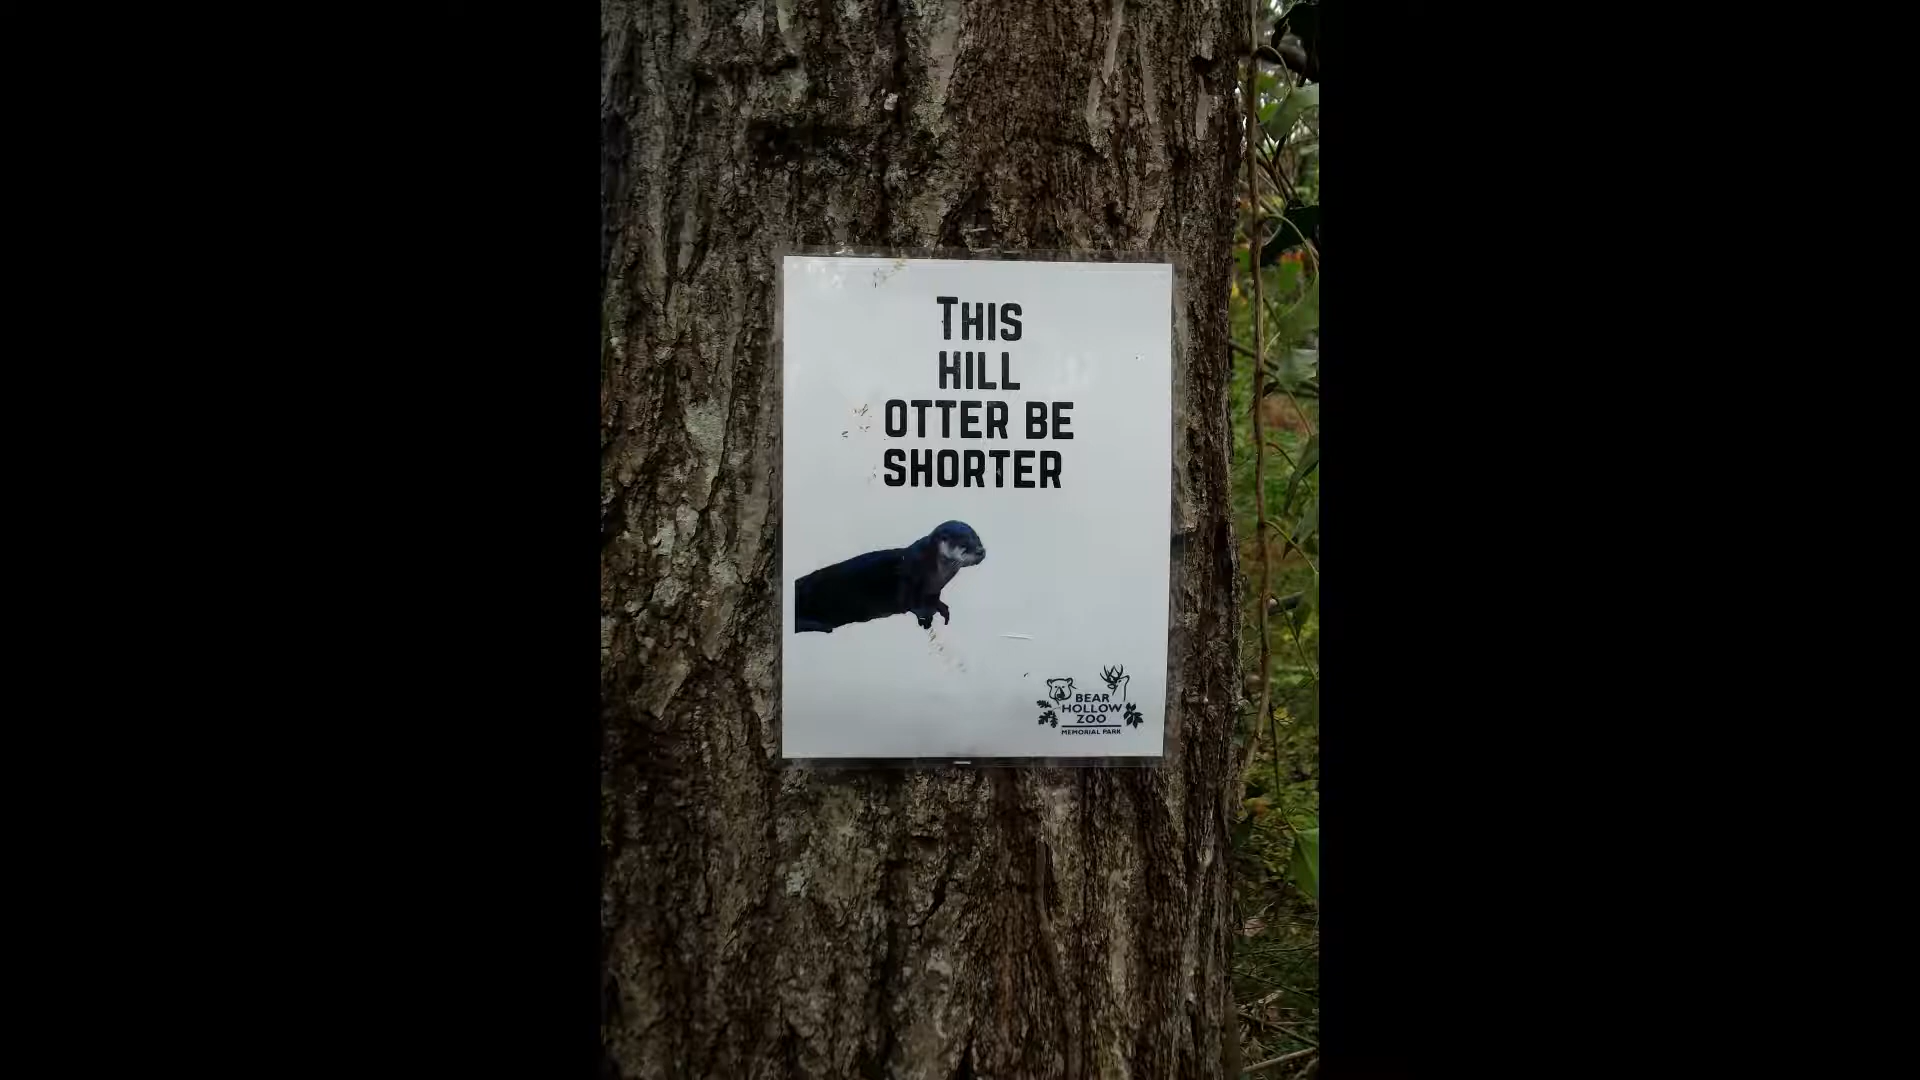 THIS
HILL
OTTER BE
SHORTER
BEAR
HOLLOW
ZOO
MEMORIAL PARK